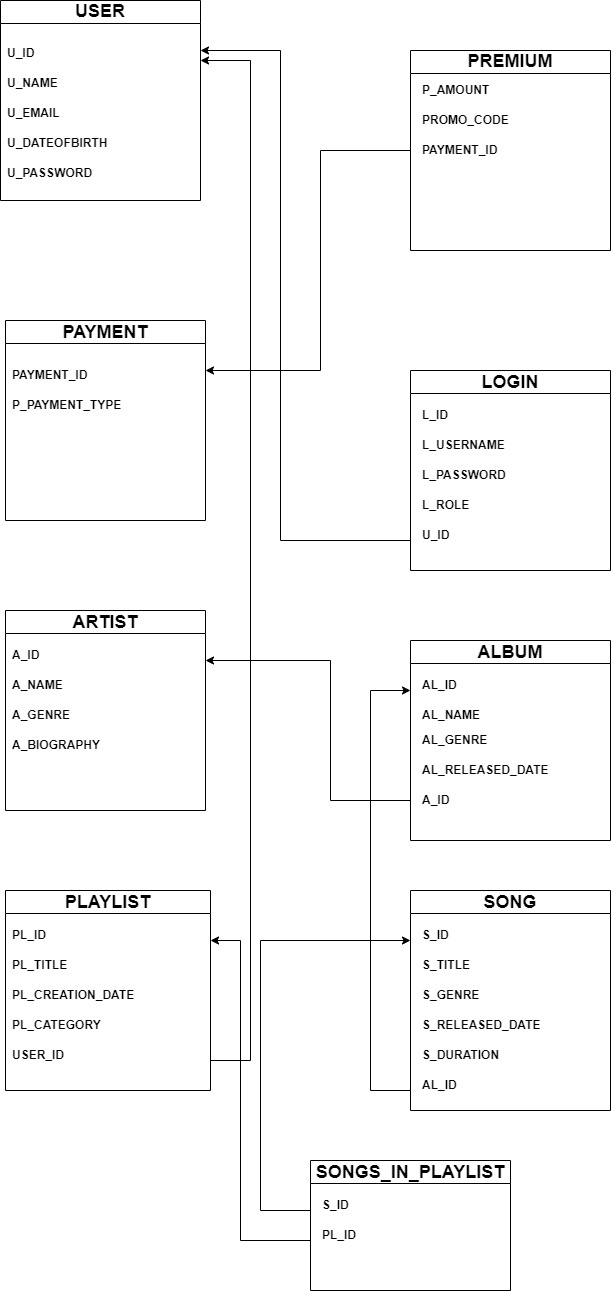 USER
U_ID
U_NAME
U_EMAIL
U_DATEOFBIRTH
U_PASSWORD
PREMIUM
P_AMOUNT
PROMO_CODE
PAYMENT_ID
PAYMENT
PAYMENT_ID
P_PAYMENT_TYPE
LOGIN
L_ID
L_USERNAME
L_PASSWORD
L_ROLE
U_ID
ARTIST
A_ID
A_NAME
A_GENRE
A_BIOGRAPHY
ALBUM
AL_ID
AL_NAME
AL_GENRE
AL_RELEASED_DATE
A_ID
PLAYLIST
PL_ID
PL_TITLE
PL_CREATION_DATE
PL_CATEGORY
USER_ID
SONG
S_ID
S_TITLE
S_GENRE
S_RELEASED_DATE
S_DURATION
AL_ID
SONGS_IN_PLAYLIST
S_ID
PL_ID